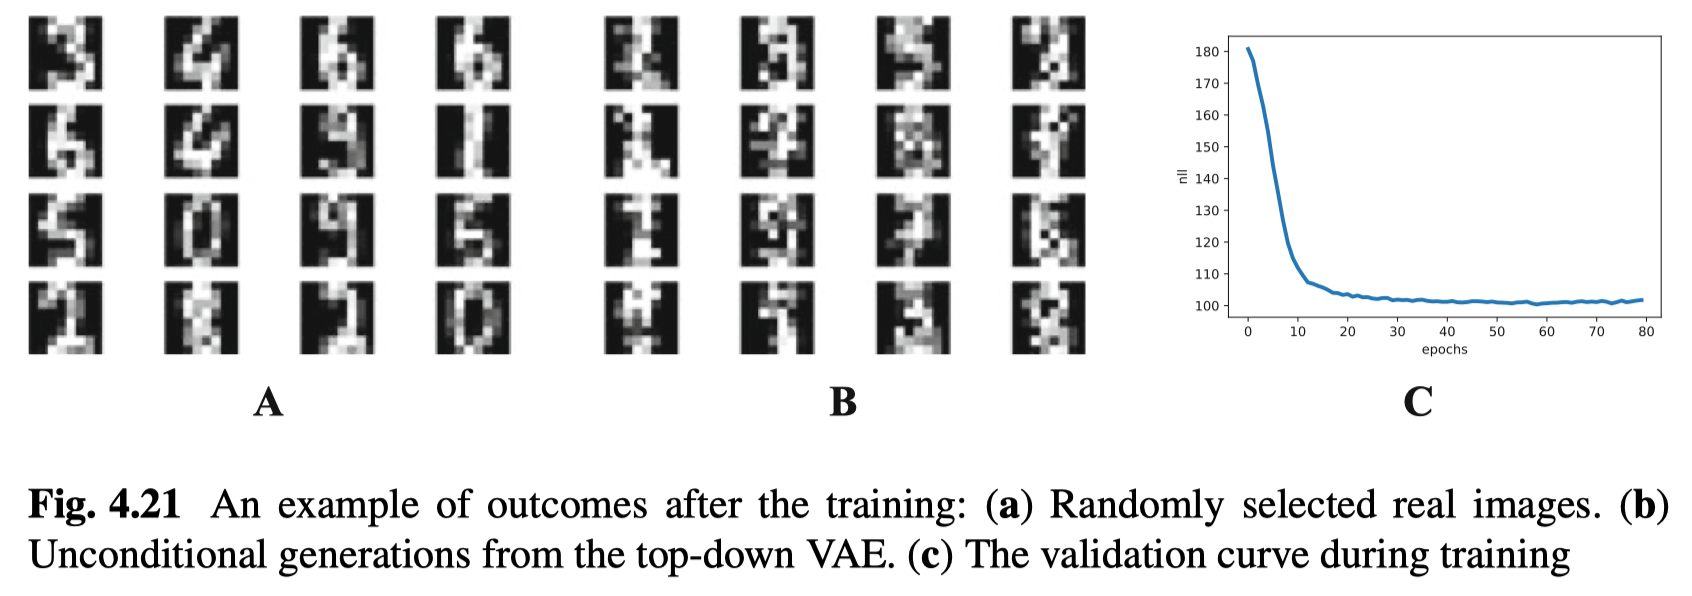 180
170
160
150
140
130
120
110
100
nll
0 10 20 30 40 50 60 70 80
epochs
A B C
Fig. 4.21 An example of outcomes after the training: (a) Randomly selected real images. (b)
Unconditional generations from the top-down VAE. (c) The validation curve during training